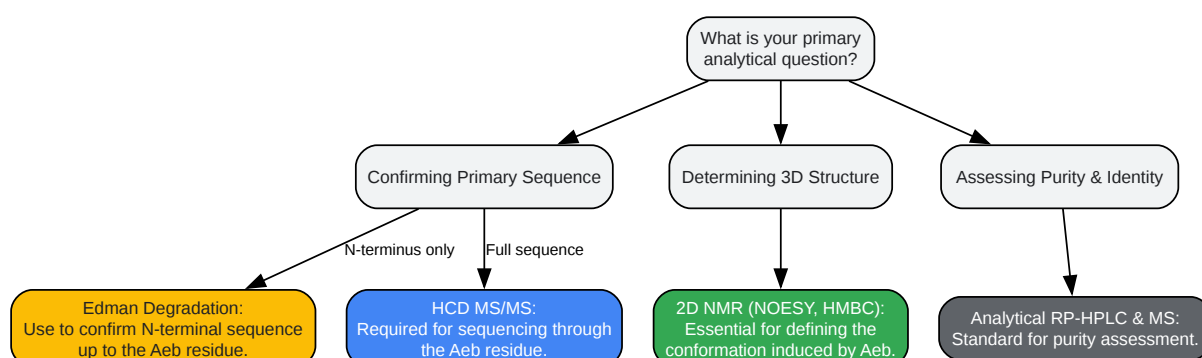 What is your primary
analytical question?
Confirming Primary Sequence
Determining 3D Structure
Assessing Purity & Identity
N-terminus only
Full sequence
Edman Degradation:
Use to confirm N-terminal sequence
up to the Aeb residue.
HCD MS/MS:
Required for sequencing through
the Aeb residue.
2D NMR (NOESY, HMBC):
Essential for defining the
conformation induced by Aeb.
Analytical RP-HPLC & MS:
Standard for purity assessment.